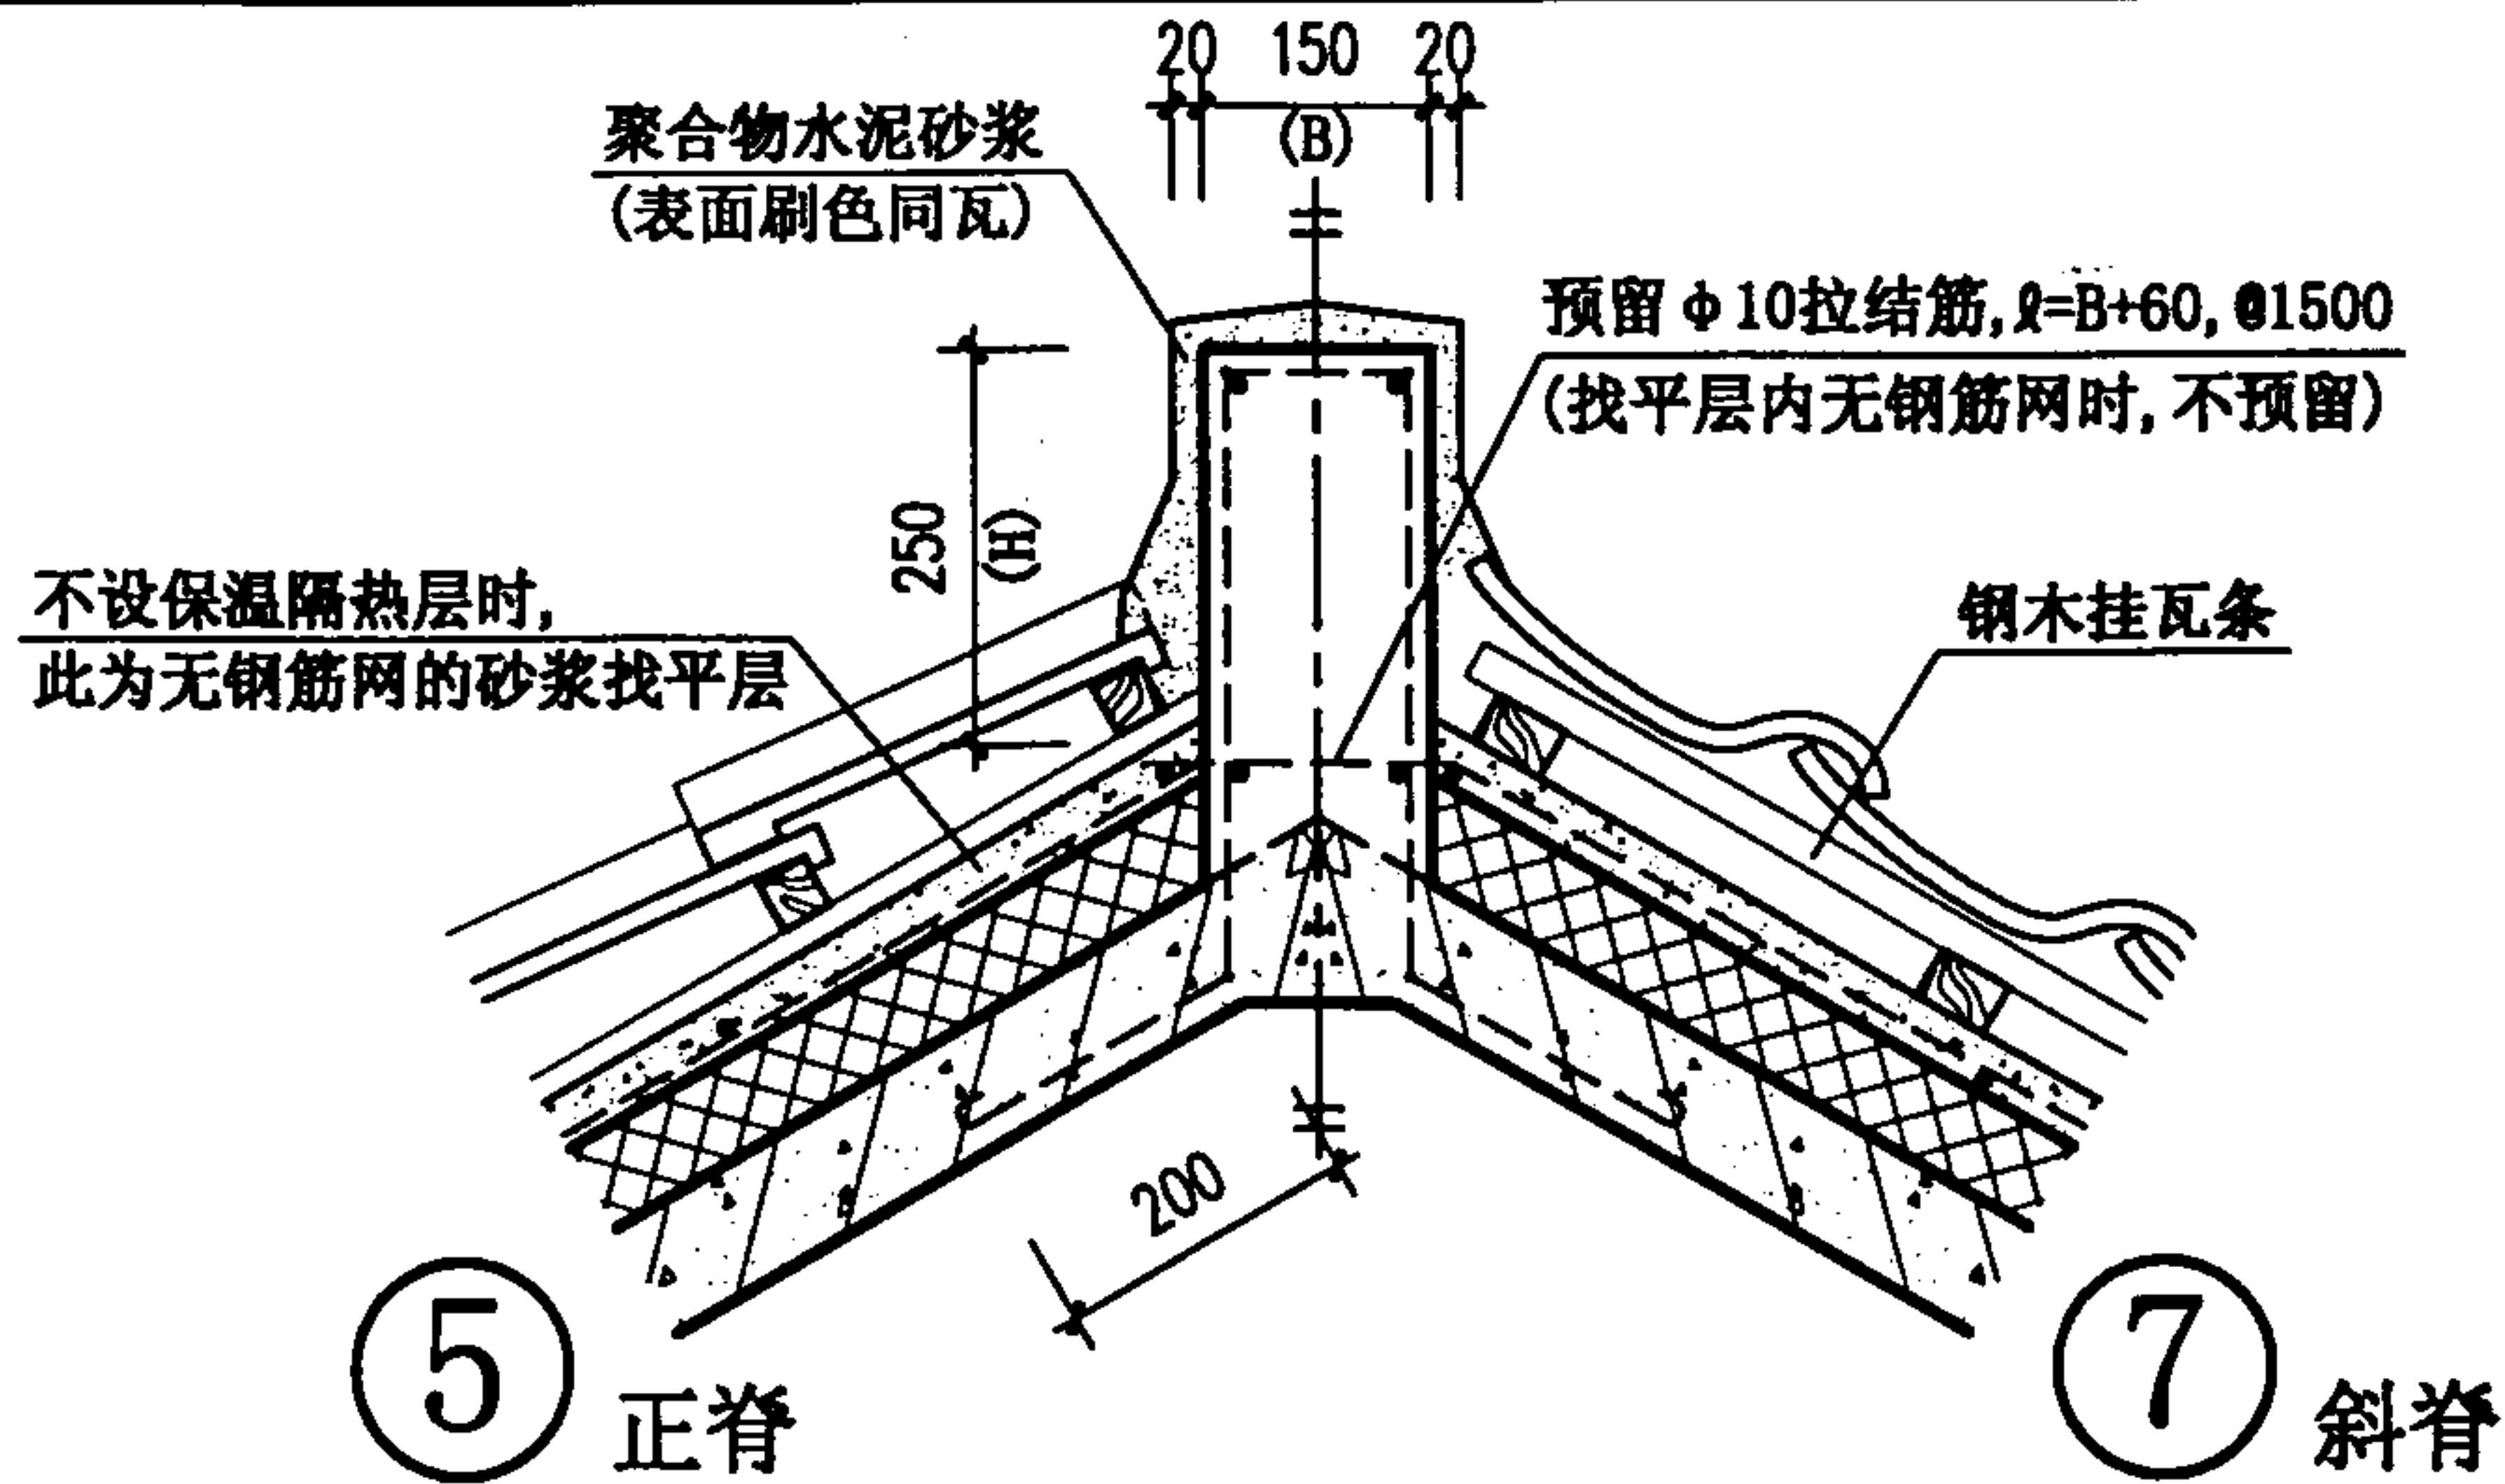 20 150 20
(B)
聚合物水泥砂浆
(表面刷色同瓦)
预留Φ10拉结筋,ℓ=B+60,@1500
(找平层内无钢筋网时,不预留)
250
(H)
不设保温隔热层时,
此为无钢筋网的砂浆找平层
钢木挂瓦条
200
5 正脊
7 斜脊